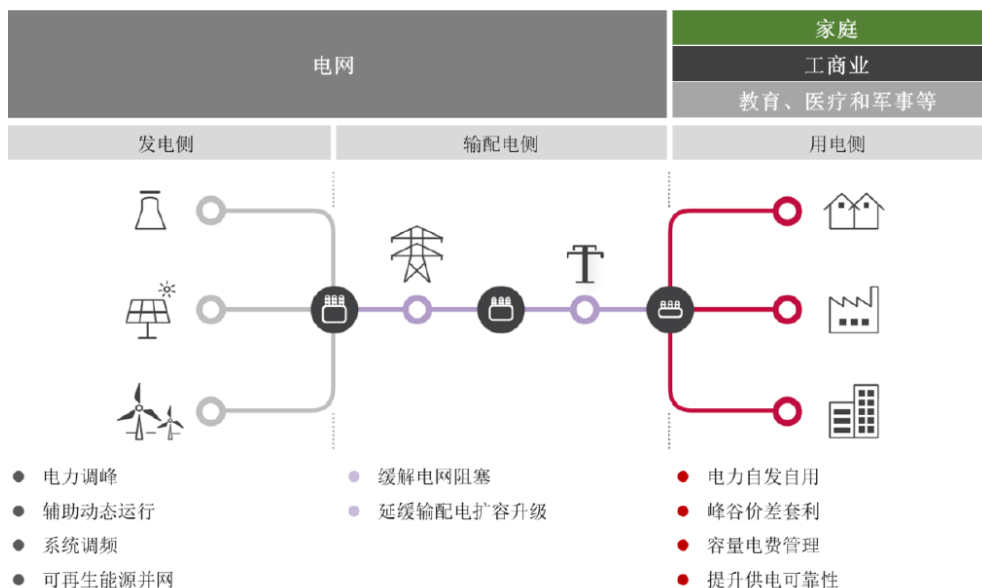 电网
家庭
工商业
教育、医疗和军事等
发电侧
输配电侧
用电侧
电力调峰
辅助动态运行
系统调频
可再生能源并网
缓解电网阻塞
延缓输配电扩容升级
电力自发自用
峰谷价差套利
容量电费管理
提升供电可靠性